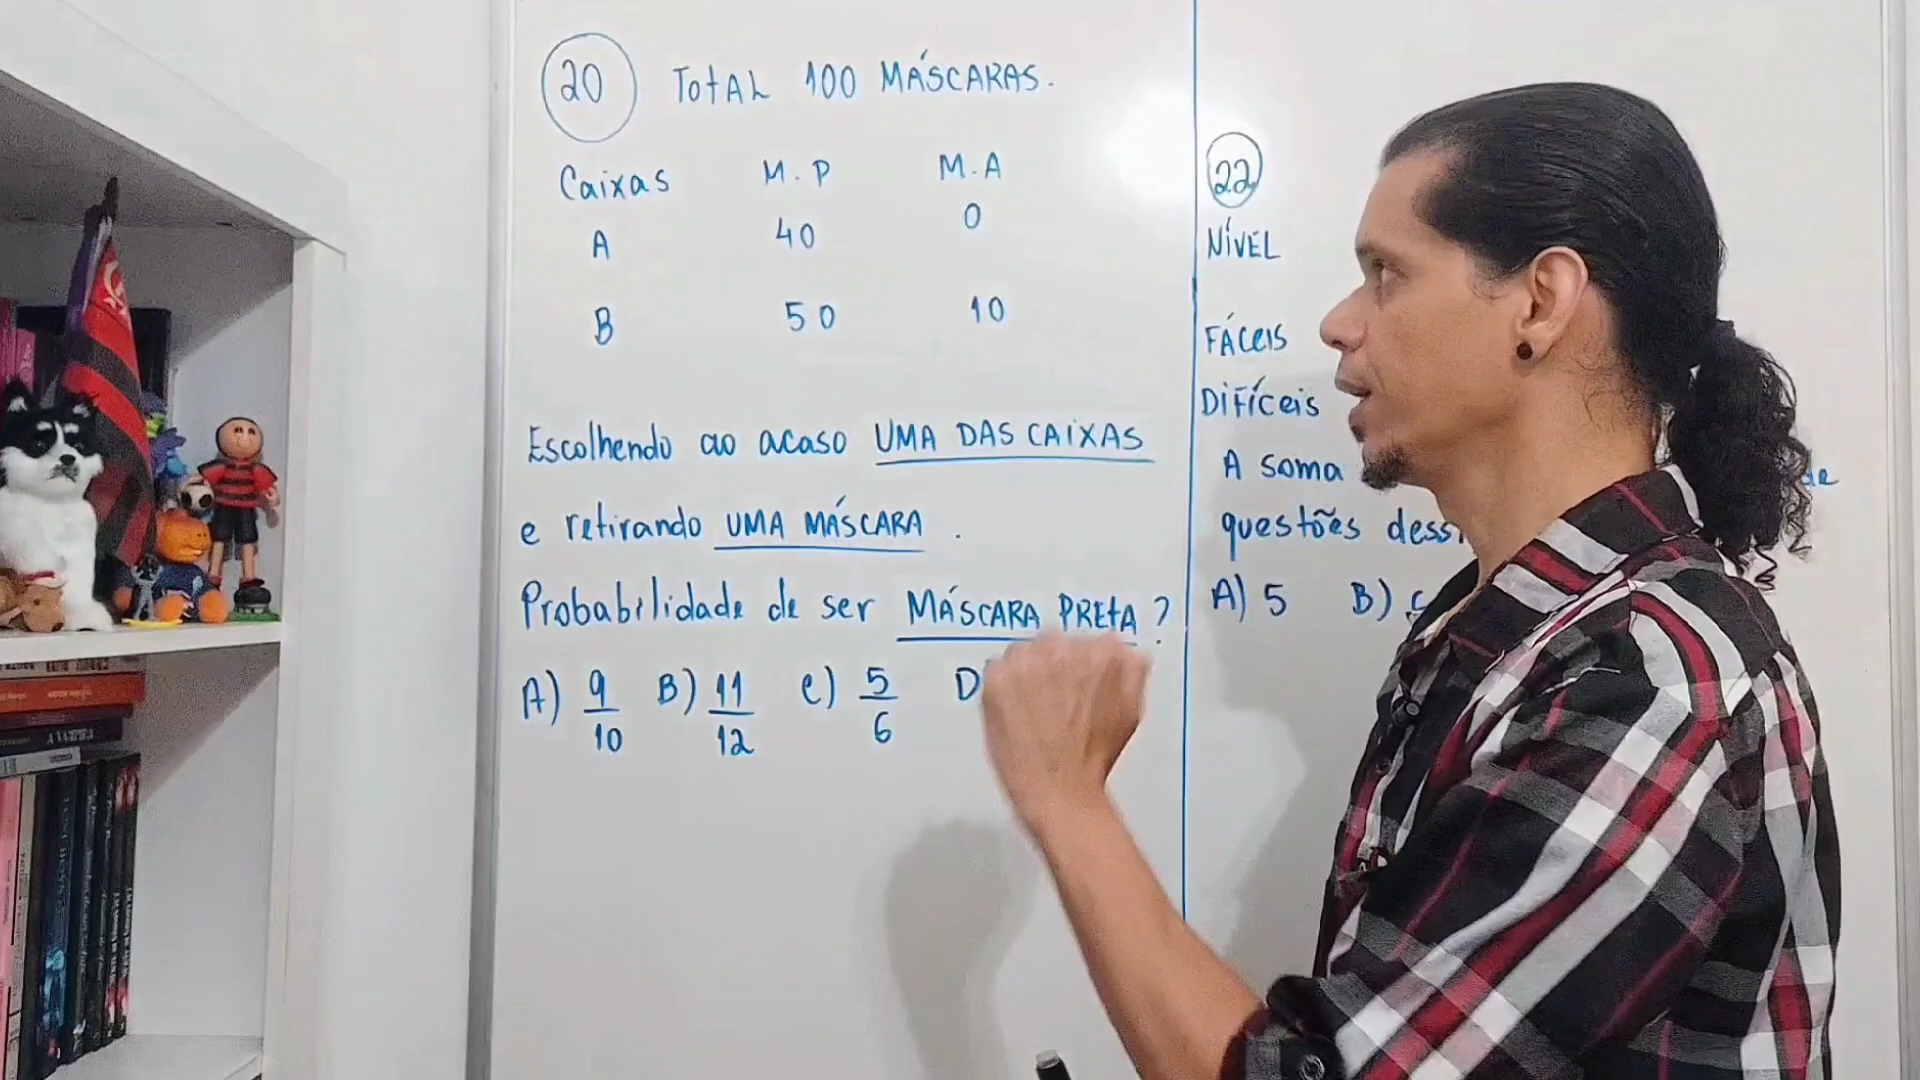 20 TOTAL 100 MÁSCARAS.
Caixas M.P M.A
A 40 0
B 50 10
Escolhendo ao acaso UMA DAS CAIXAS
e retirando UMA MÁSCARA .
Probabilidade de ser MÁSCARA PRETA ?
A) 9/10 B) 11/12 C) 5/6 D
22
NÍVEL
FÁCEIS
DIFÍCEIS
A soma de
questões
A) 5 B)